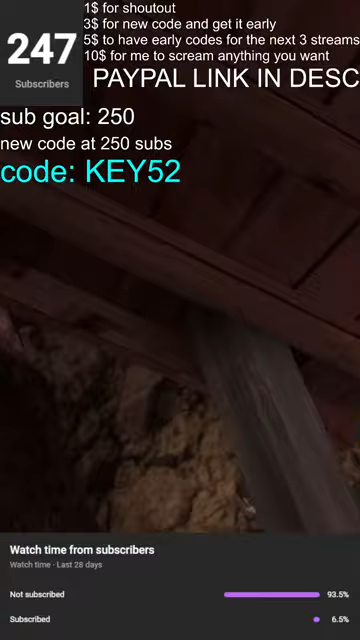 1$ for shoutout
3$ for new code and get it early
5$ to have early codes for the next 3 streams
10$ for me to scream anything you want
247
Subscribers
PAYPAL LINK IN DESC
sub goal: 250
new code at 250 subs
code: KEY52
Watch time from subscribers
Watch time · Last 28 days
Not subscribed 93.5%
Subscribed 6.5%